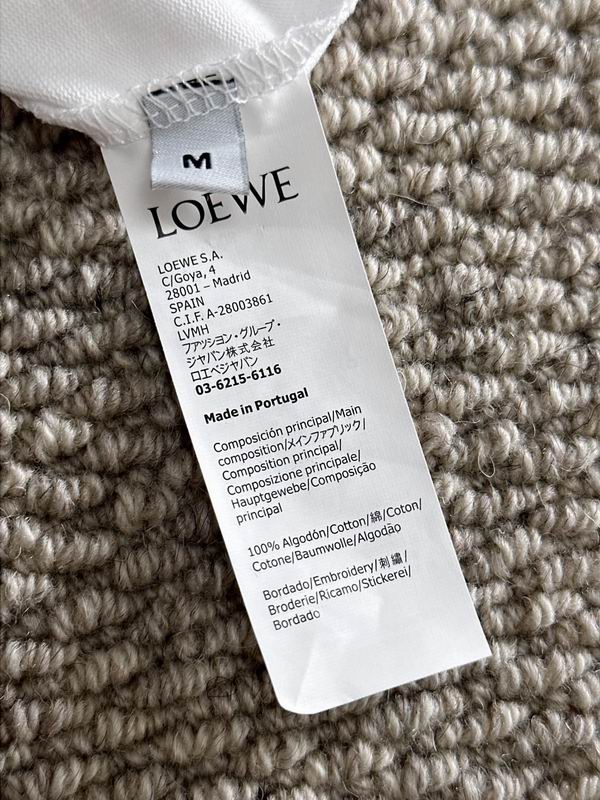 M
LOEWE
LOEWE S.A.
C/Goya, 4
28001 – Madrid
SPAIN
C.I.F. A-28003861
LVMH
ファッション・グループ・
ジャパン株式会社
ロエベジャパン
03-6215-6116
Made in Portugal
Composición principal/Main
composition/メインファブリック/
Composition principal/
Composizione principale/
Hauptgewebe/Composição
principal
100% Algodón/Cotton/綿/Coton/
Cotone/Baumwolle/Algodão
Bordado/Embroidery/刺繍/
Broderie/Ricamo/Stickerei/
Bordado